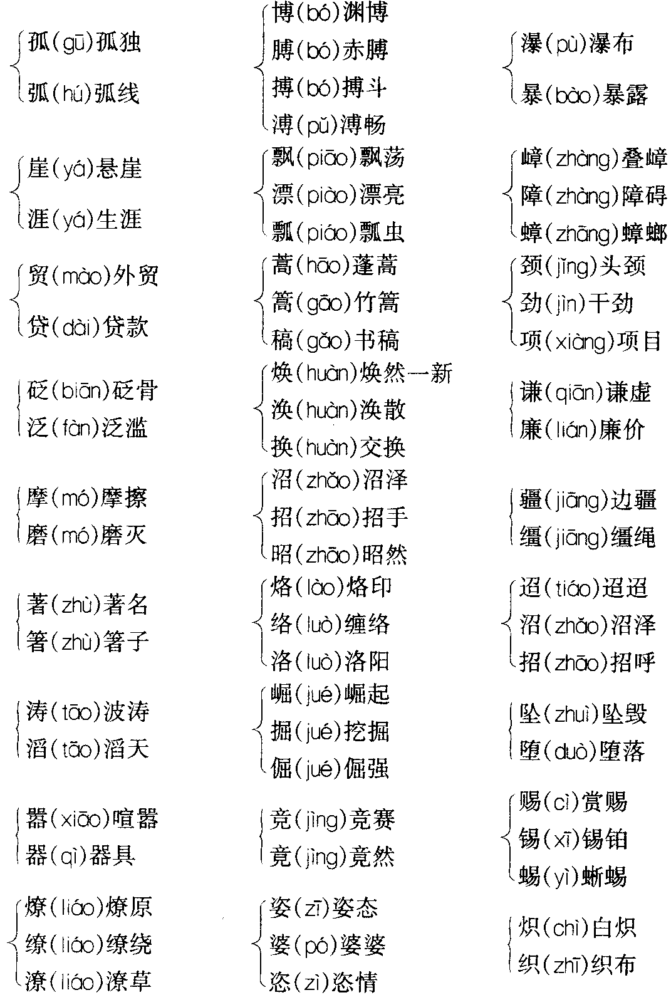 孤(gū)孤独
弧(hú)弧线
博(bó)渊博
膊(bó)赤膊
搏(bó)搏斗
溥(pǔ)溥畅
瀑(pù)瀑布
暴(bào)暴露
崖(yá)悬崖
涯(yá)生涯
飘(piāo)飘荡
漂(piào)漂亮
瓢(piáo)瓢虫
嶂(zhàng)叠嶂
障(zhàng)障碍
蟑(zhāng)蟑螂
贸(mào)外贸
贷(dài)贷款
蒿(hāo)蓬蒿
篙(gāo)竹篙
稿(gǎo)书稿
颈(jǐng)头颈
劲(jìn)干劲
项(xiàng)项目
砭(biān)砭骨
泛(fàn)泛滥
焕(huàn)焕然一新
涣(huàn)涣散
换(huàn)交换
谦(qiān)谦虚
廉(lián)廉价
摩(mó)摩擦
磨(mó)磨灭
沼(zhǎo)沼泽
招(zhāo)招手
昭(zhāo)昭然
疆(jiāng)边疆
缰(jiāng)缰绳
著(zhù)著名
箸(zhù)箸子
烙(lào)烙印
络(luò)缠络
洛(luò)洛阳
迢(tiáo)迢迢
沼(zhǎo)沼泽
招(zhāo)招呼
涛(tāo)波涛
滔(tāo)滔天
崛(jué)崛起
掘(jué)挖掘
倔(jué)倔强
坠(zhuì)坠毁
堕(duò)堕落
嚣(xiāo)喧嚣
器(qì)器具
竞(jìng)竞赛
竟(jìng)竟然
赐(cì)赏赐
锡(xī)锡铂
蜴(yì)蜥蜴
燎(liáo)燎原
缭(liáo)缭绕
潦(liáo)潦草
姿(zī)姿态
婆(pó)婆婆
恣(zì)恣情
炽(chì)白炽
织(zhī)织布